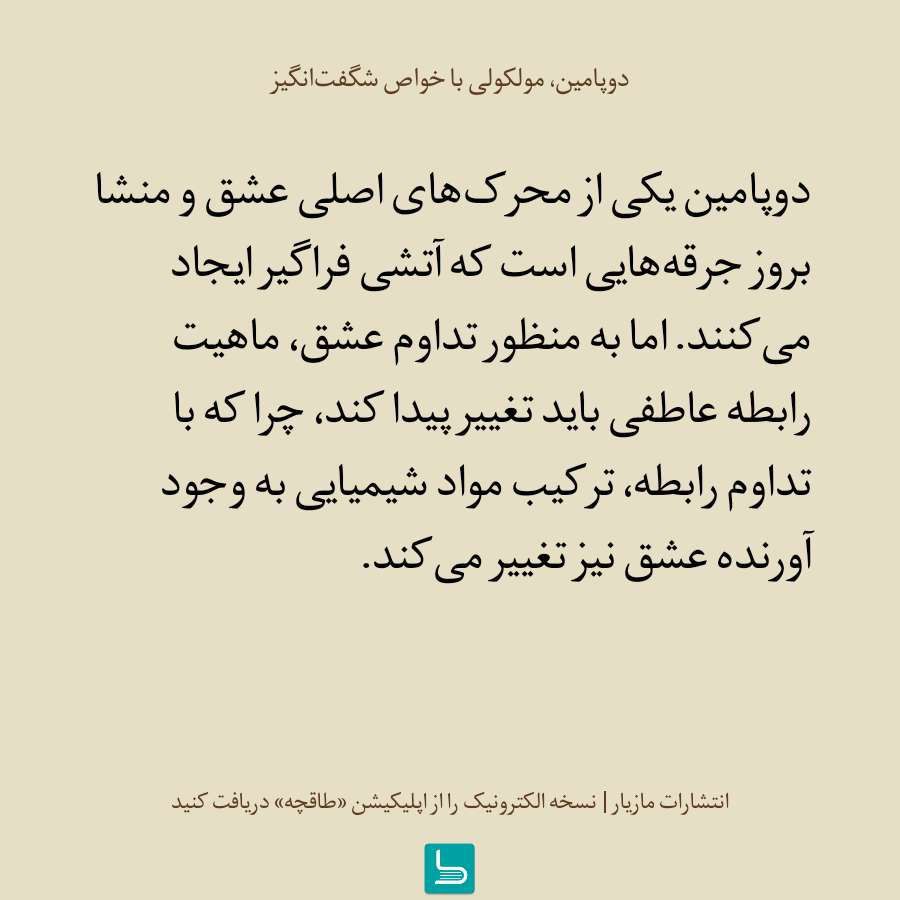 دوپامین، مولکولی با خواص شگفت‌انگیز
دوپامین یکی از محرک‌های اصلی عشق و منشا
بروز جرقه‌هایی است که آتشی فراگیر ایجاد
می‌کنند. اما به منظور تداوم عشق، ماهیت
رابطه عاطفی باید تغییر پیدا کند، چرا که با
تداوم رابطه، ترکیب مواد شیمیایی به وجود
آورنده عشق نیز تغییر می‌کند.
انتشارات مازیار | نسخه الکترونیک را از اپلیکیشن «طاقچه» دریافت کنید